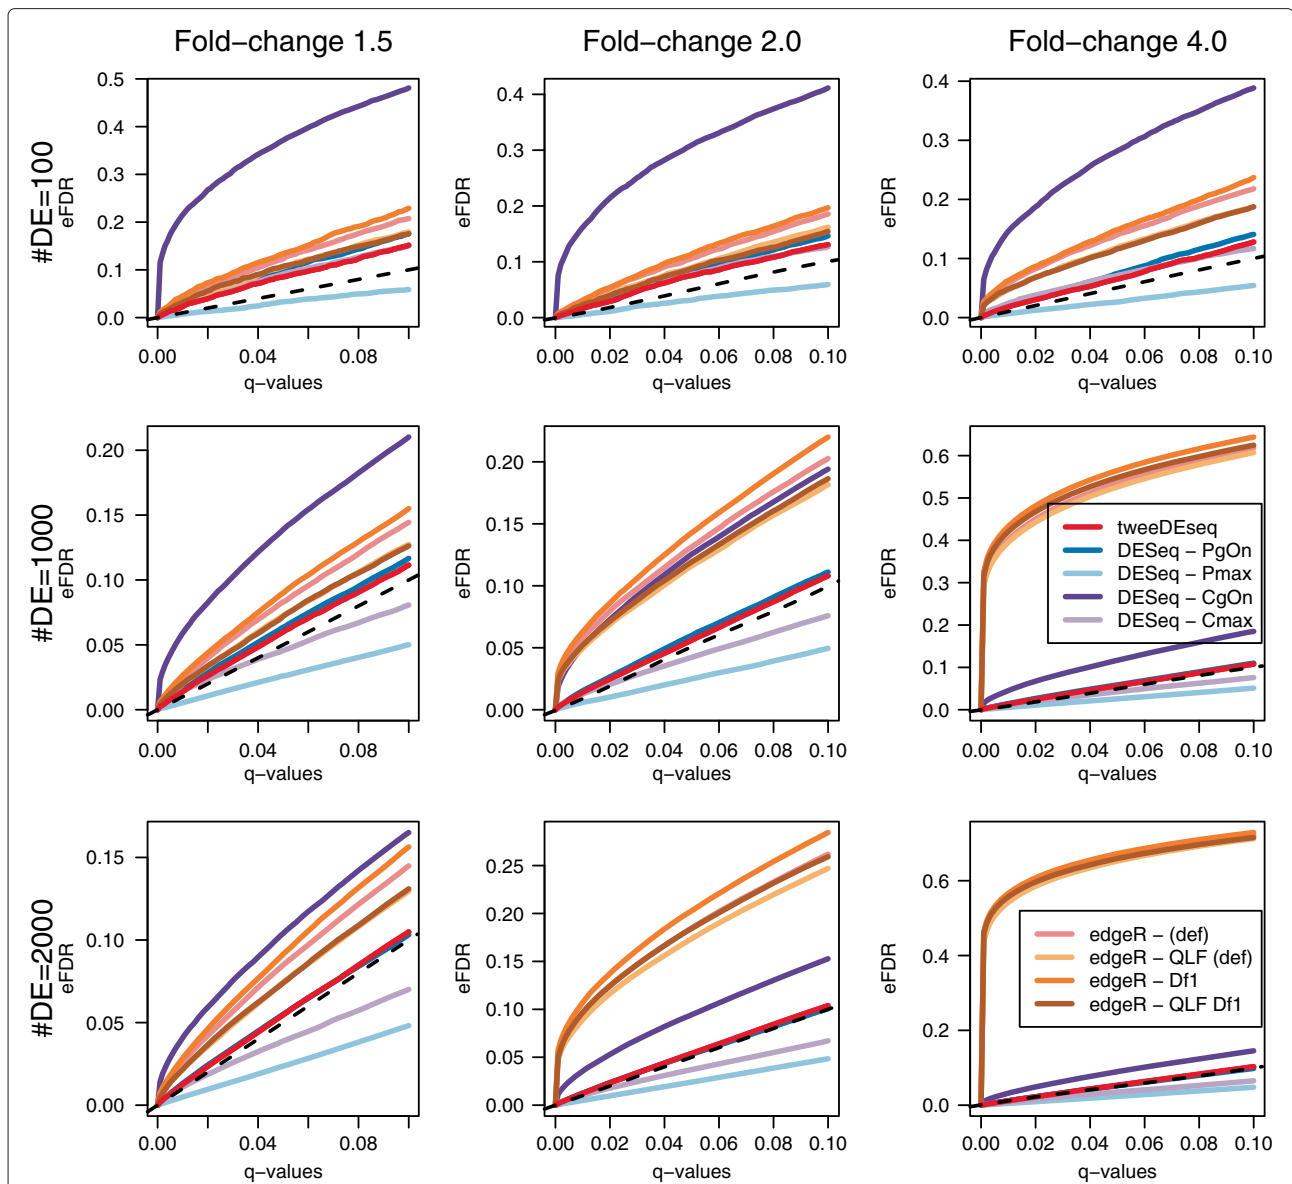 Fold−change 1.5
Fold−change 2.0
Fold−change 4.0
#DE=100
eFDR
0.5
0.4
0.3
0.2
0.1
0.0
0.00 0.04 0.08
q−values
eFDR
0.4
0.3
0.2
0.1
0.0
0.00 0.02 0.04 0.06 0.08 0.10
q−values
eFDR
0.4
0.3
0.2
0.1
0.0
0.00 0.02 0.04 0.06 0.08 0.10
q−values
#DE=1000
eFDR
0.20
0.15
0.10
0.05
0.00
0.00 0.04 0.08
q−values
eFDR
0.20
0.15
0.10
0.05
0.00
0.00 0.02 0.04 0.06 0.08 0.10
q−values
eFDR
0.6
0.5
0.4
0.3
0.2
0.1
0.0
tweeDEseq
DESeq − PgOn
DESeq − Pmax
DESeq − CgOn
DESeq − Cmax
0.00 0.02 0.04 0.06 0.08 0.10
q−values
#DE=2000
eFDR
0.15
0.10
0.05
0.00
0.00 0.04 0.08
q−values
eFDR
0.25
0.20
0.15
0.10
0.05
0.00
0.00 0.02 0.04 0.06 0.08 0.10
q−values
eFDR
0.6
0.4
0.2
0.0
edgeR − (def)
edgeR − QLF (def)
edgeR − Df1
edgeR − QLF Df1
0.00 0.02 0.04 0.06 0.08 0.10
q−values